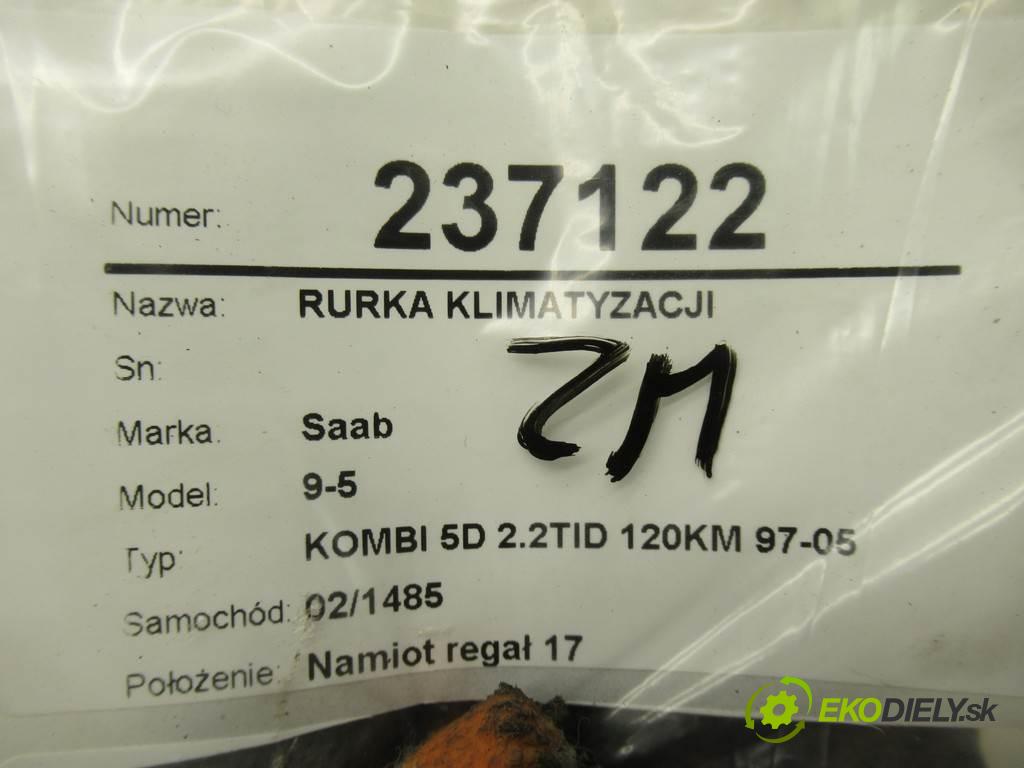 Numer: 237122
Nazwa: RURKA KLIMATYZACJI
Sn:
ZM
Marka: Saab
Model: 9-5
Typ: KOMBI 5D 2.2TID 120KM 97-05
Samochód: 02/1485
Położenie: Namiot regał 17
EKODIELY.sk